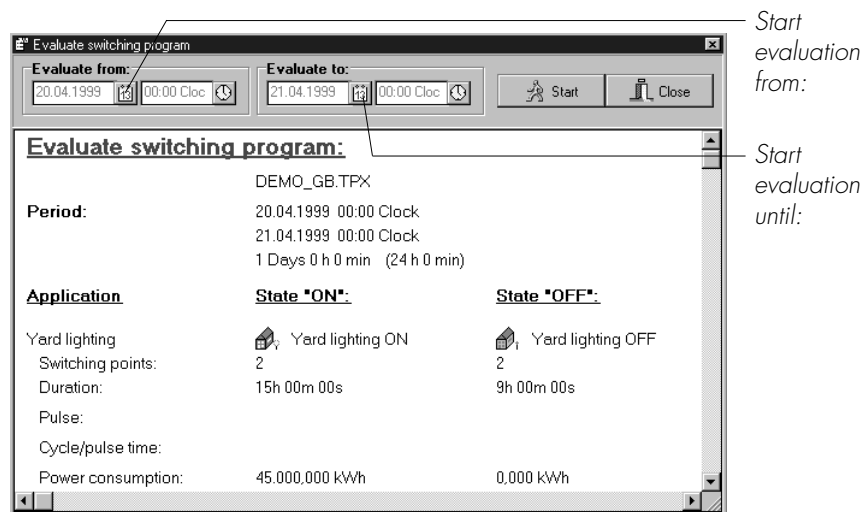 Evaluate switching program
Evaluate from:
20.04.1999 13 00:00 Cloc
Evaluate to:
21.04.1999 13 00:00 Cloc
Start
Close
Evaluate switching program:
DEMO_GB.TPX
Period:
20.04.1999 00:00 Clock
21.04.1999 00:00 Clock
1 Days 0 h 0 min (24 h 0 min)
Application State "ON": State "OFF":
Yard lighting Yard lighting ON Yard lighting OFF
Switching points: 2 2
Duration: 15h 00m 00s 9h 00m 00s
Pulse:
Cycle/pulse time:
Power consumption: 45.000,000 kWh 0,000 kWh
Start
evaluation
from:
Start
evaluation
until: